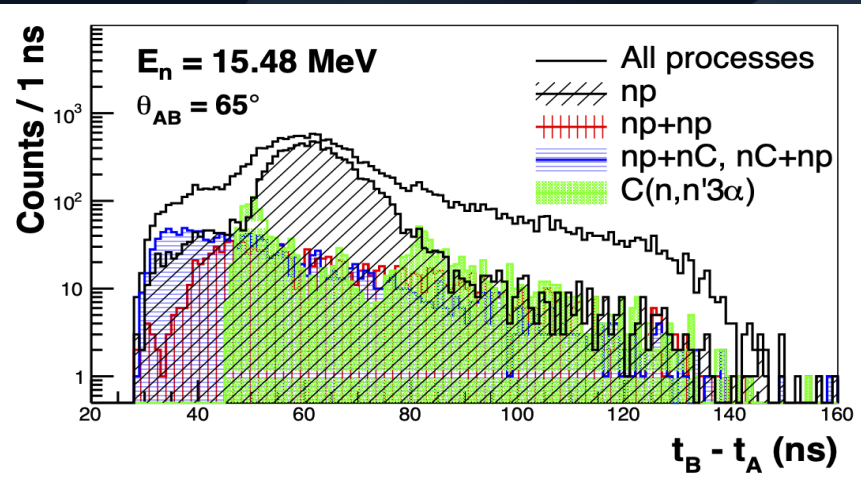 Counts / 1 ns
10³
10²
10
1
Eₙ = 15.48 MeV
θ_AB = 65°
All processes
np
np+np
np+nC, nC+np
C(n,n'3α)
20 40 60 80 100 120 140 160
t_B - t_A (ns)